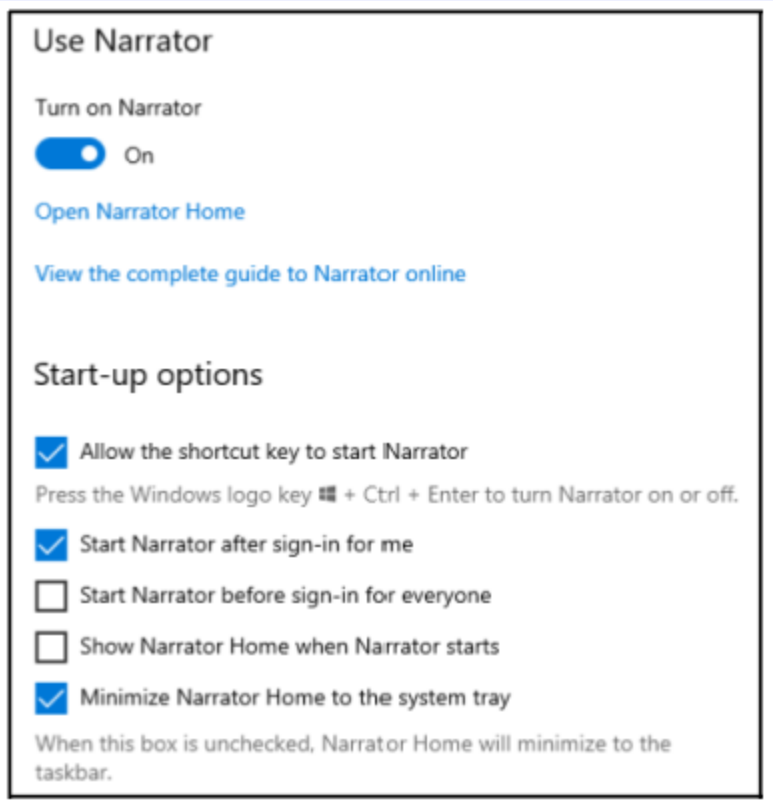 Use Narrator
Turn on Narrator
On
Open Narrator Home
View the complete guide to Narrator online
Start-up options
Allow the shortcut key to start Narrator
Press the Windows logo key + Ctrl + Enter to turn Narrator on or off.
Start Narrator after sign-in for me
Start Narrator before sign-in for everyone
Show Narrator Home when Narrator starts
Minimize Narrator Home to the system tray
When this box is unchecked, Narrator Home will minimize to the
taskbar.